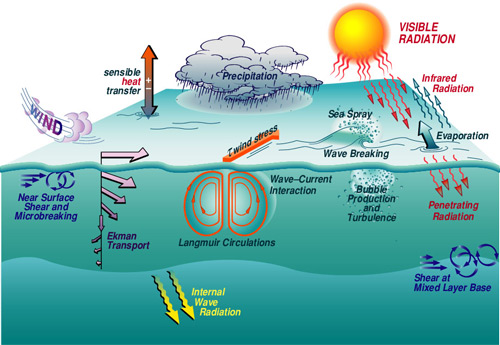 VISIBLE
RADIATION
sensible
heat
transfer
+
−
Precipitation
Infrared
Radiation
WIND
Sea Spray
τ wind stress
Evaporation
Wave Breaking
Near Surface
Shear and
Microbreaking
Wave–Current
Interaction
Bubble
Production
and
Turbulence
Penetrating
Radiation
Ekman
Transport
Langmuir Circulations
Shear at
Mixed Layer Base
Internal
Wave
Radiation